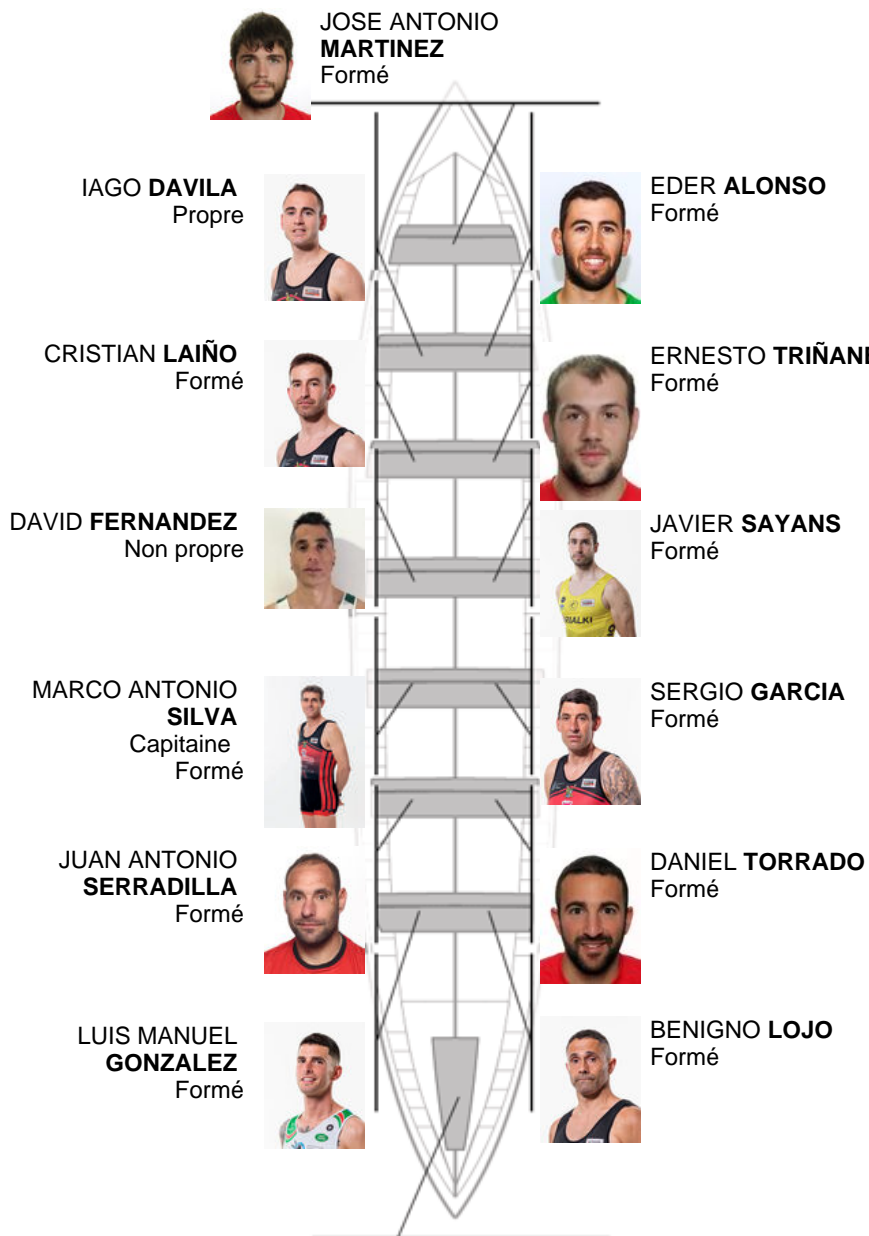 JOSE ANTONIO
MARTINEZ
Formé
IAGO DAVILA
Propre
EDER ALONSO
Formé
CRISTIAN LAIÑO
Formé
ERNESTO
Formé
DAVID FERNANDEZ
Non propre
JAVIER SAYANS
Formé
MARCO ANTONIO
SILVA
Capitaine
Formé
SERGIO GARCIA
Formé
JUAN ANTONIO
SERRADILLA
Formé
DANIEL TORRADO
Formé
LUIS MANUEL
GONZALEZ
Formé
BENIGNO LOJO
Formé